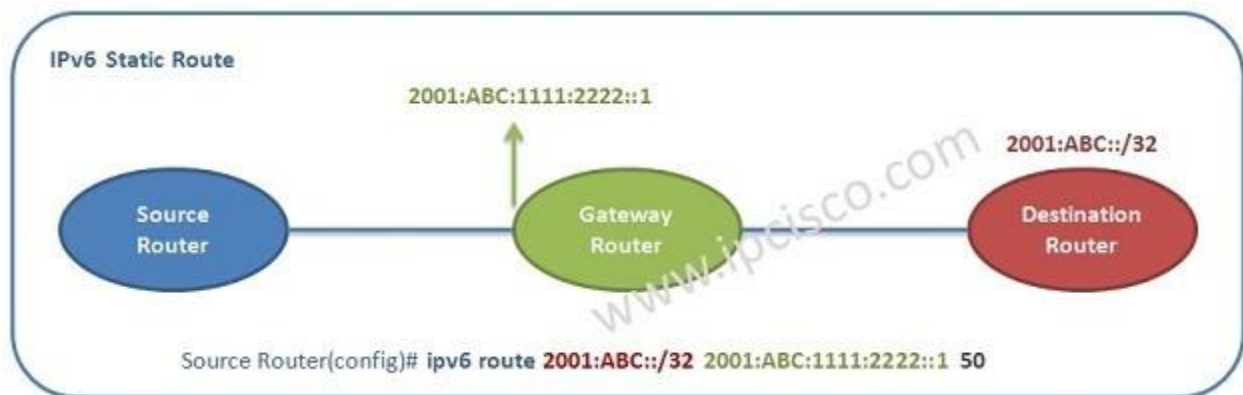 IPv6 Static Route
2001:ABC:1111:2222::1
2001:ABC::/32
Source
Router
Gateway
Router
Destination
Router
www.ipcisco.com
Source Router(config)# ipv6 route 2001:ABC::/32 2001:ABC:1111:2222::1 50